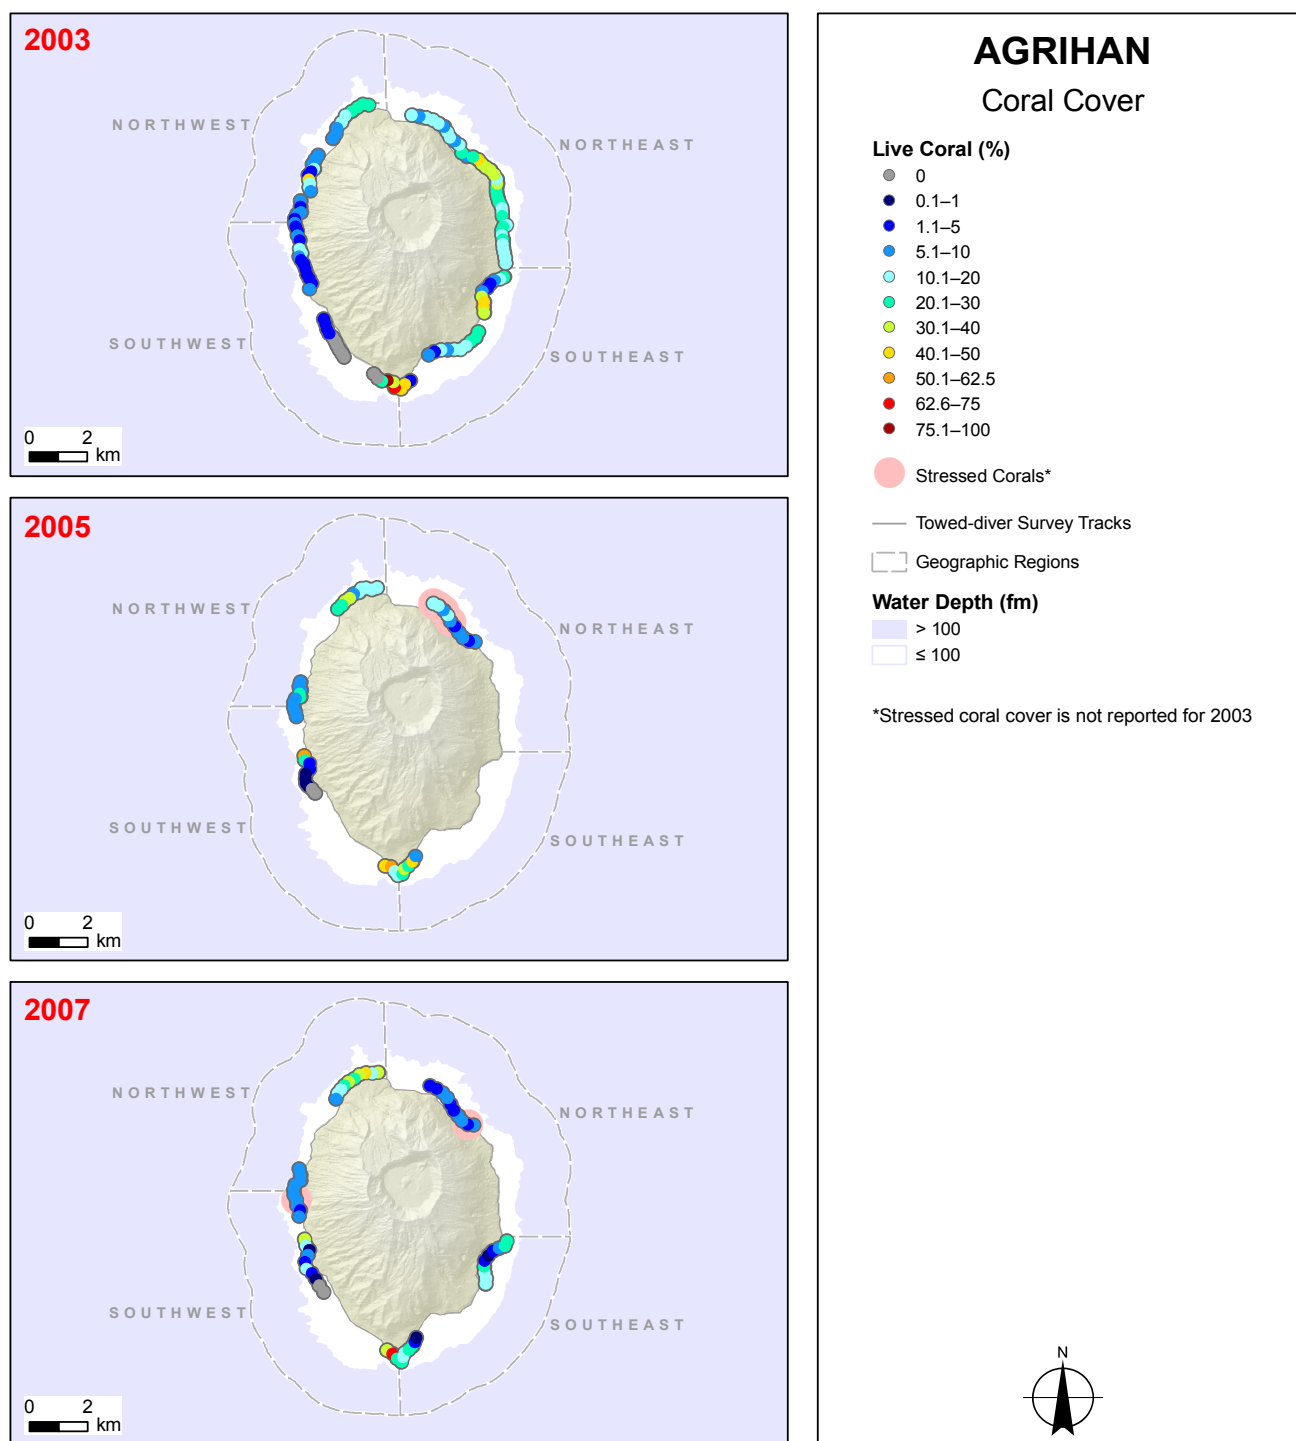 2003
NORTHWEST
NORTHEAST
SOUTHWEST
SOUTHEAST
0 2
km
2005
NORTHWEST
NORTHEAST
SOUTHWEST
SOUTHEAST
0 2
km
2007
NORTHWEST
NORTHEAST
SOUTHWEST
SOUTHEAST
0 2
km
AGRIHAN
Coral Cover
Live Coral (%)
0
0.1–1
1.1–5
5.1–10
10.1–20
20.1–30
30.1–40
40.1–50
50.1–62.5
62.6–75
75.1–100
Stressed Corals*
Towed-diver Survey Tracks
Geographic Regions
Water Depth (fm)
> 100
≤ 100
*Stressed coral cover is not reported for 2003
N